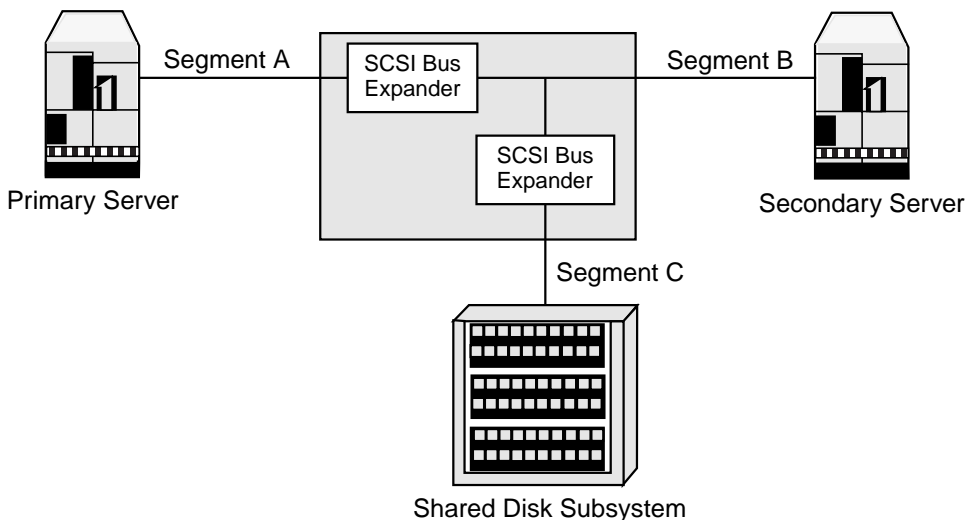 Segment A
SCSI Bus
Expander
Segment B
SCSI Bus
Expander
Primary Server
Secondary Server
Segment C
Shared Disk Subsystem